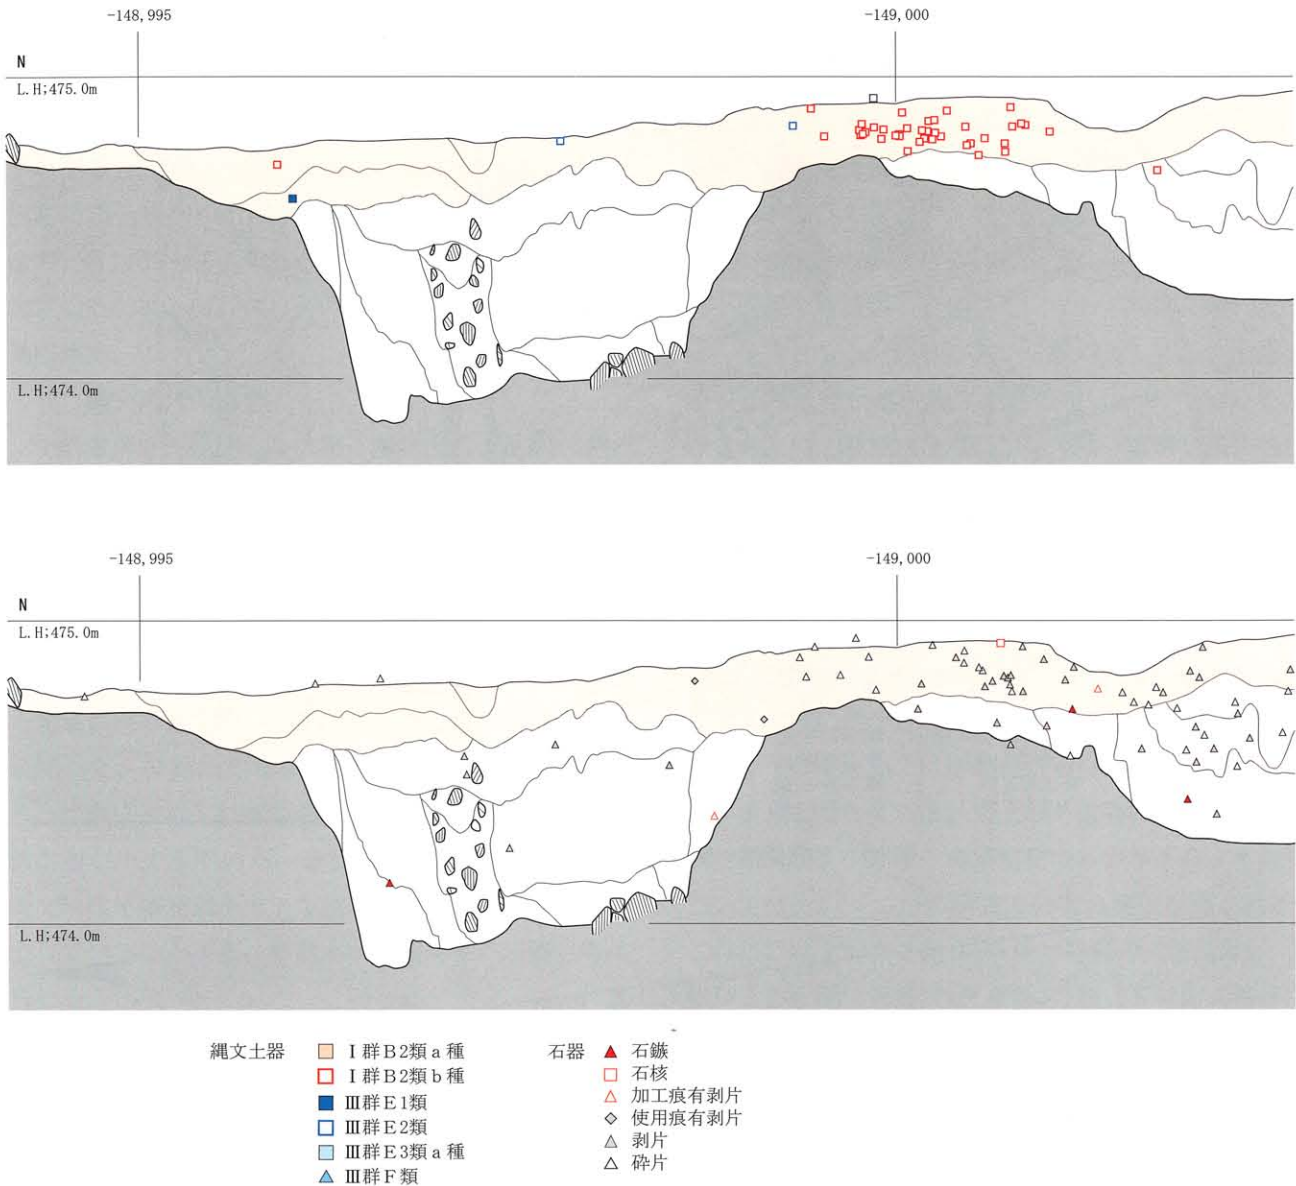 -148,995
-149,000
N
L.H;475.0m
L.H;474.0m
-148,995
-149,000
N
L.H;475.0m
L.H;474.0m
縄文土器
Ⅰ群B2類a種
Ⅰ群B2類b種
Ⅲ群E1類
Ⅲ群E2類
Ⅲ群E3類a種
Ⅲ群F類
石器
石鏃
石核
加工痕有剥片
使用痕有剥片
剥片
砕片